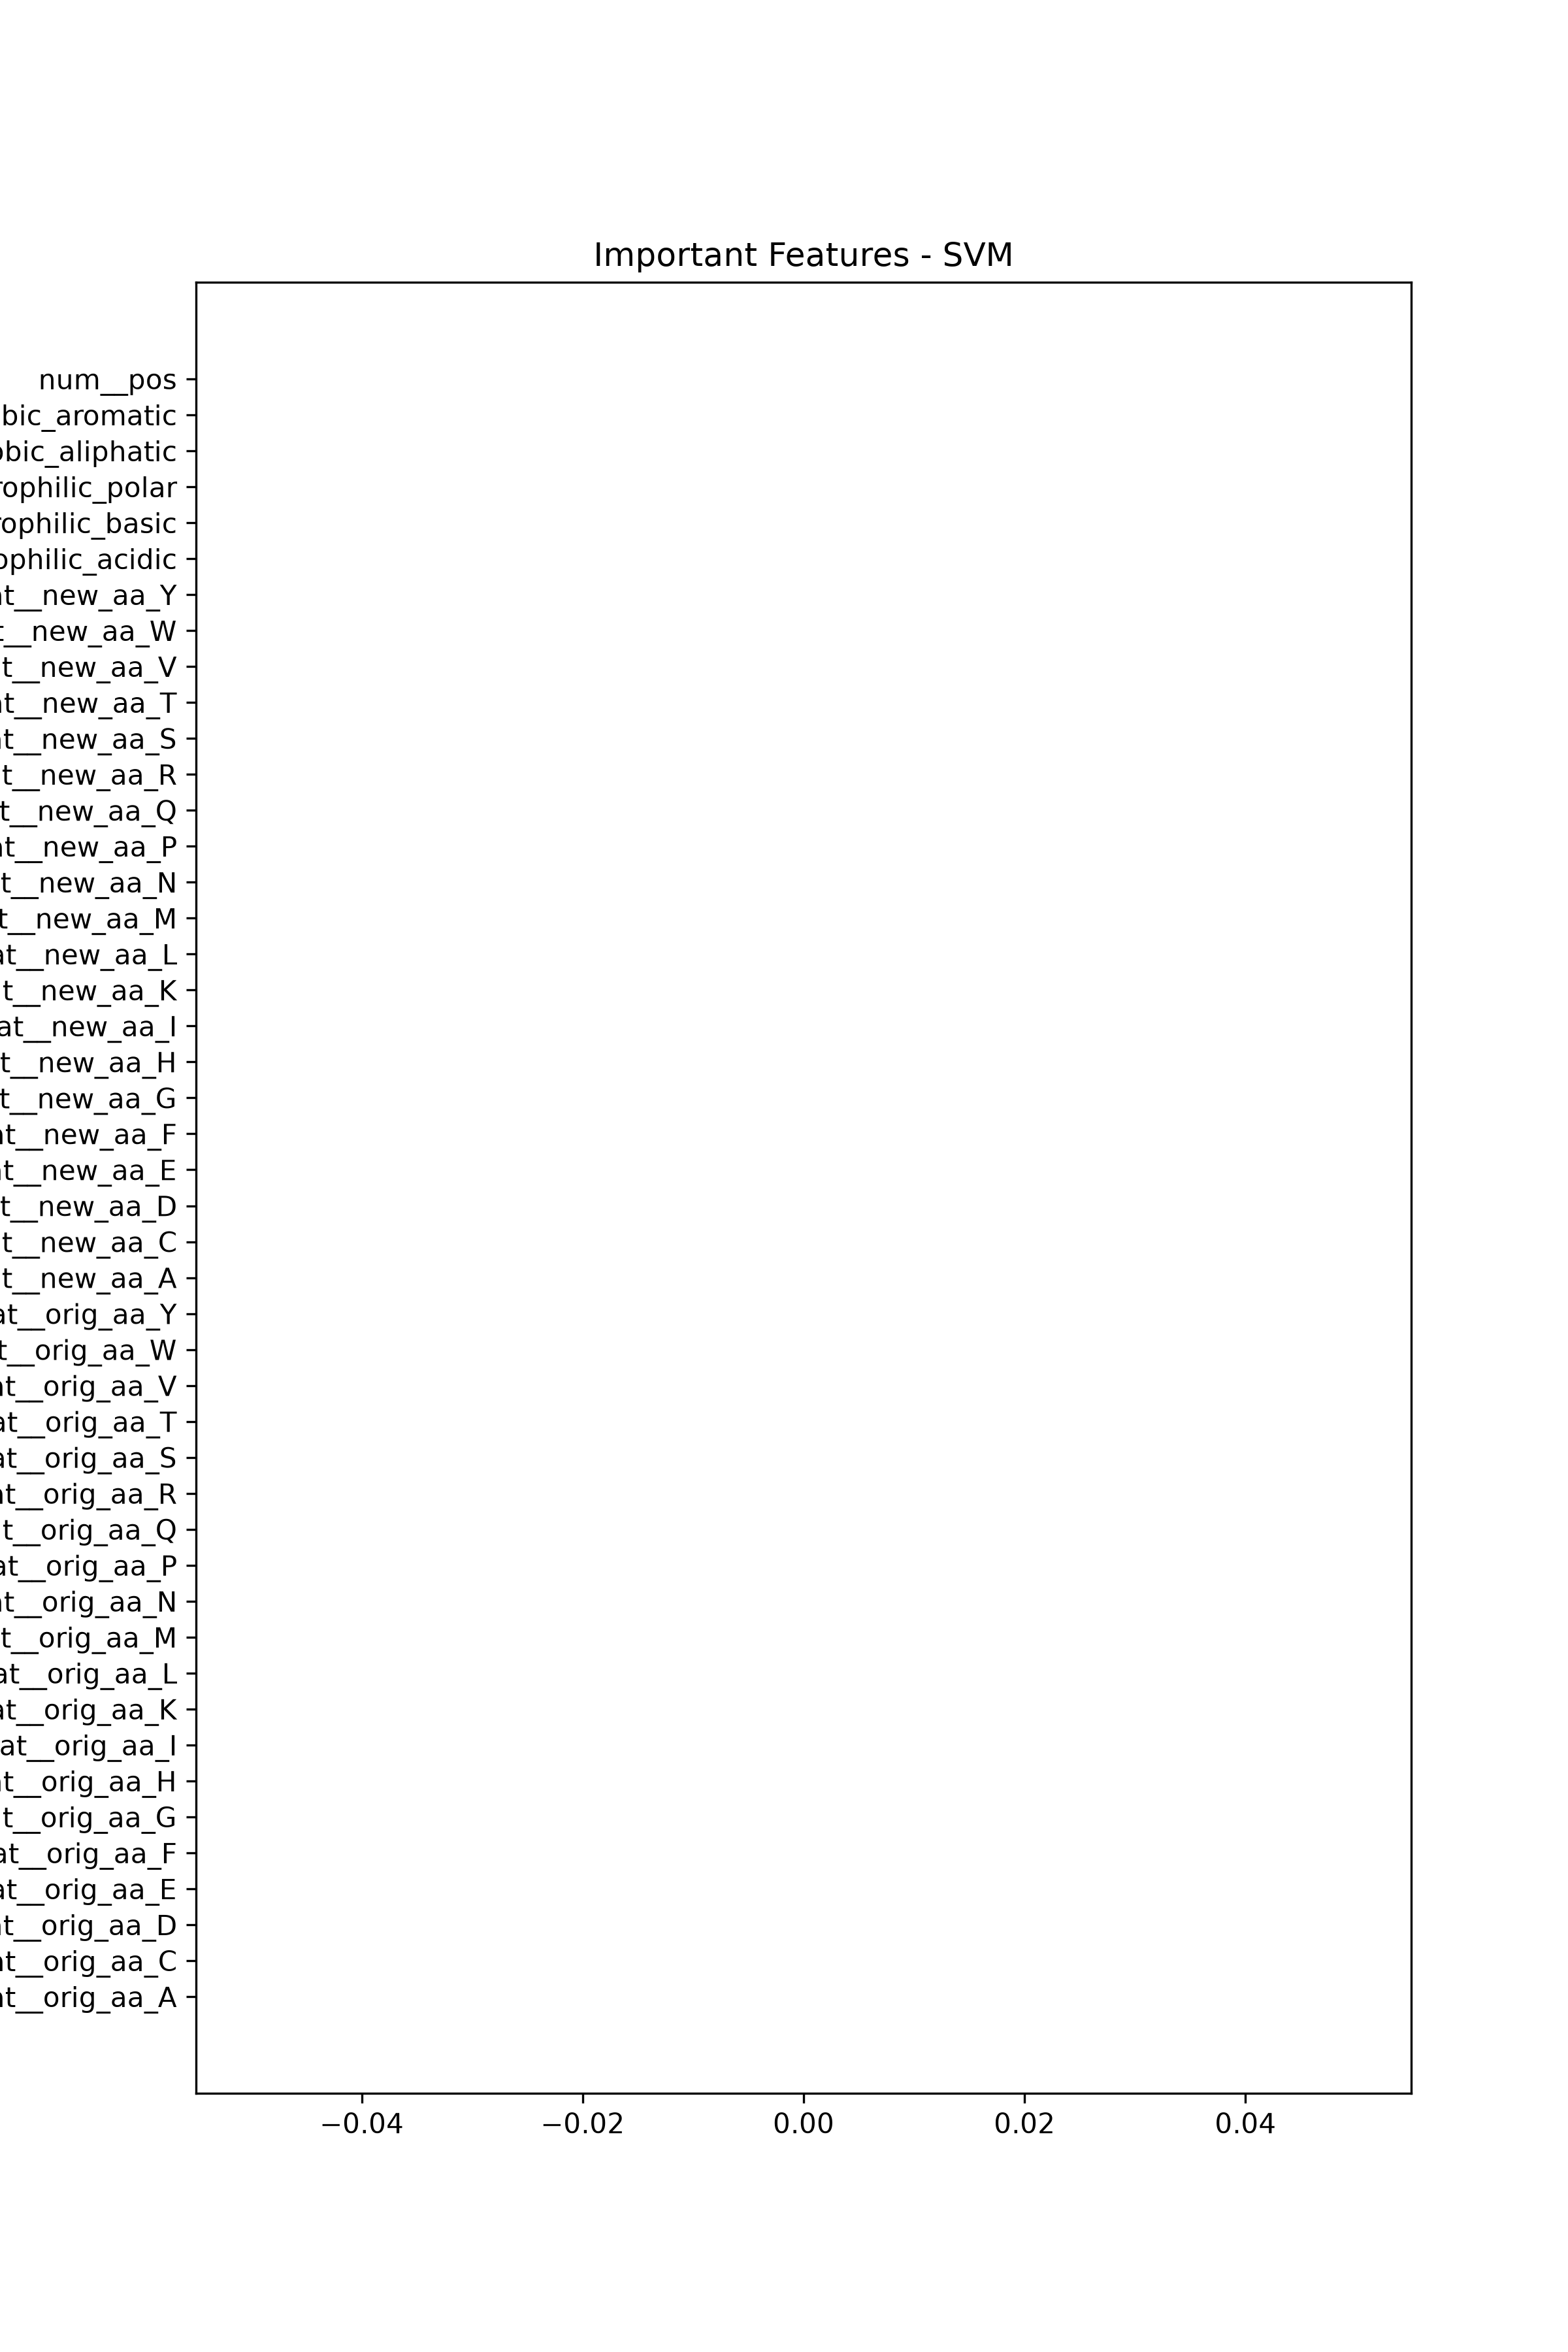 Important Features - SVM
num__pos
bic_aromatic
obic_aliphatic
rophilic_polar
rophilic_basic
ophilic_acidic
at__new_aa_Y
t__new_aa_W
t__new_aa_V
at__new_aa_T
at__new_aa_S
t__new_aa_R
t__new_aa_Q
at__new_aa_P
t__new_aa_N
t__new_aa_M
at__new_aa_L
t__new_aa_K
at__new_aa_I
t__new_aa_H
t__new_aa_G
at__new_aa_F
at__new_aa_E
t__new_aa_D
t__new_aa_C
t__new_aa_A
at__orig_aa_Y
t__orig_aa_W
at__orig_aa_V
at__orig_aa_T
at__orig_aa_S
at__orig_aa_R
t__orig_aa_Q
at__orig_aa_P
at__orig_aa_N
t__orig_aa_M
at__orig_aa_L
at__orig_aa_K
at__orig_aa_I
at__orig_aa_H
t__orig_aa_G
at__orig_aa_F
at__orig_aa_E
at__orig_aa_D
at__orig_aa_C
at__orig_aa_A
−0.04 −0.02 0.00 0.02 0.04